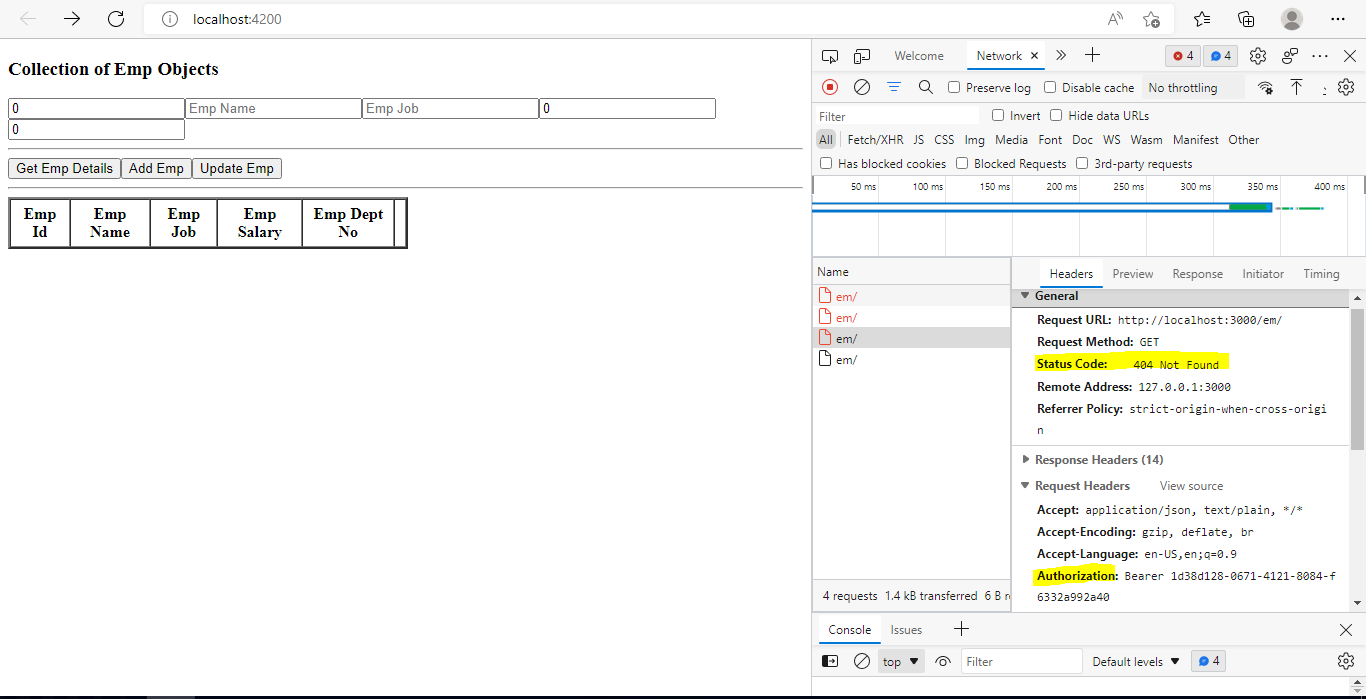 localhost:4200
Collection of Emp Objects
0 Emp Name Emp Job 0
0
Get Emp Details Add Emp Update Emp
Emp Id Emp Name Emp Job Emp Salary Emp Dept No
Welcome Network 4 4
Preserve log Disable cache No throttling
Filter Invert Hide data URLs
All Fetch/XHR JS CSS Img Media Font Doc WS Wasm Manifest Other
Has blocked cookies Blocked Requests 3rd-party requests
50 ms 100 ms 150 ms 200 ms 250 ms 300 ms 350 ms 400 ms
Name
em/
em/
em/
em/
4 requests 1.4 kB transferred 6 B r
Headers Preview Response Initiator Timing
General
Request URL: http://localhost:3000/em/
Request Method: GET
Status Code: 404 Not Found
Remote Address: 127.0.0.1:3000
Referrer Policy: strict-origin-when-cross-origi
n
Response Headers (14)
Request Headers View source
Accept: application/json, text/plain, */*
Accept-Encoding: gzip, deflate, br
Accept-Language: en-US,en;q=0.9
Authorization: Bearer 1d38d128-0671-4121-8084-f
6332a992a40
Console Issues
top Filter Default levels 4